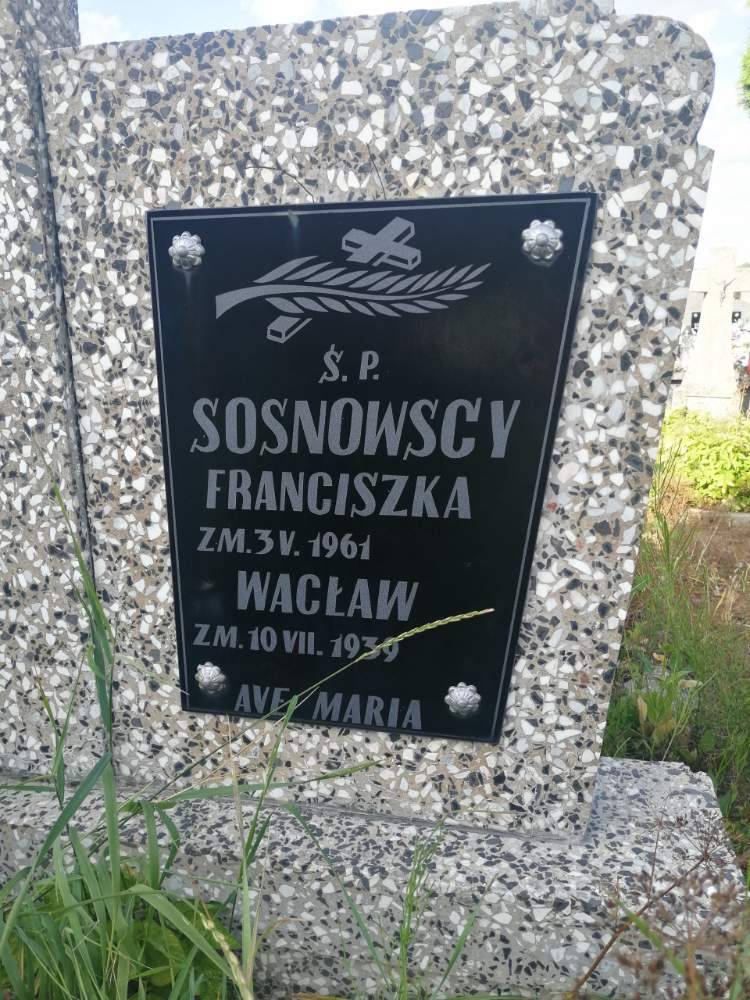 Ś. P.
SOSNOWSCY
FRANCISZKA
ZM. 3 V. 1961
WACŁAW
ZM. 10 VII. 1939
AVE MARIA